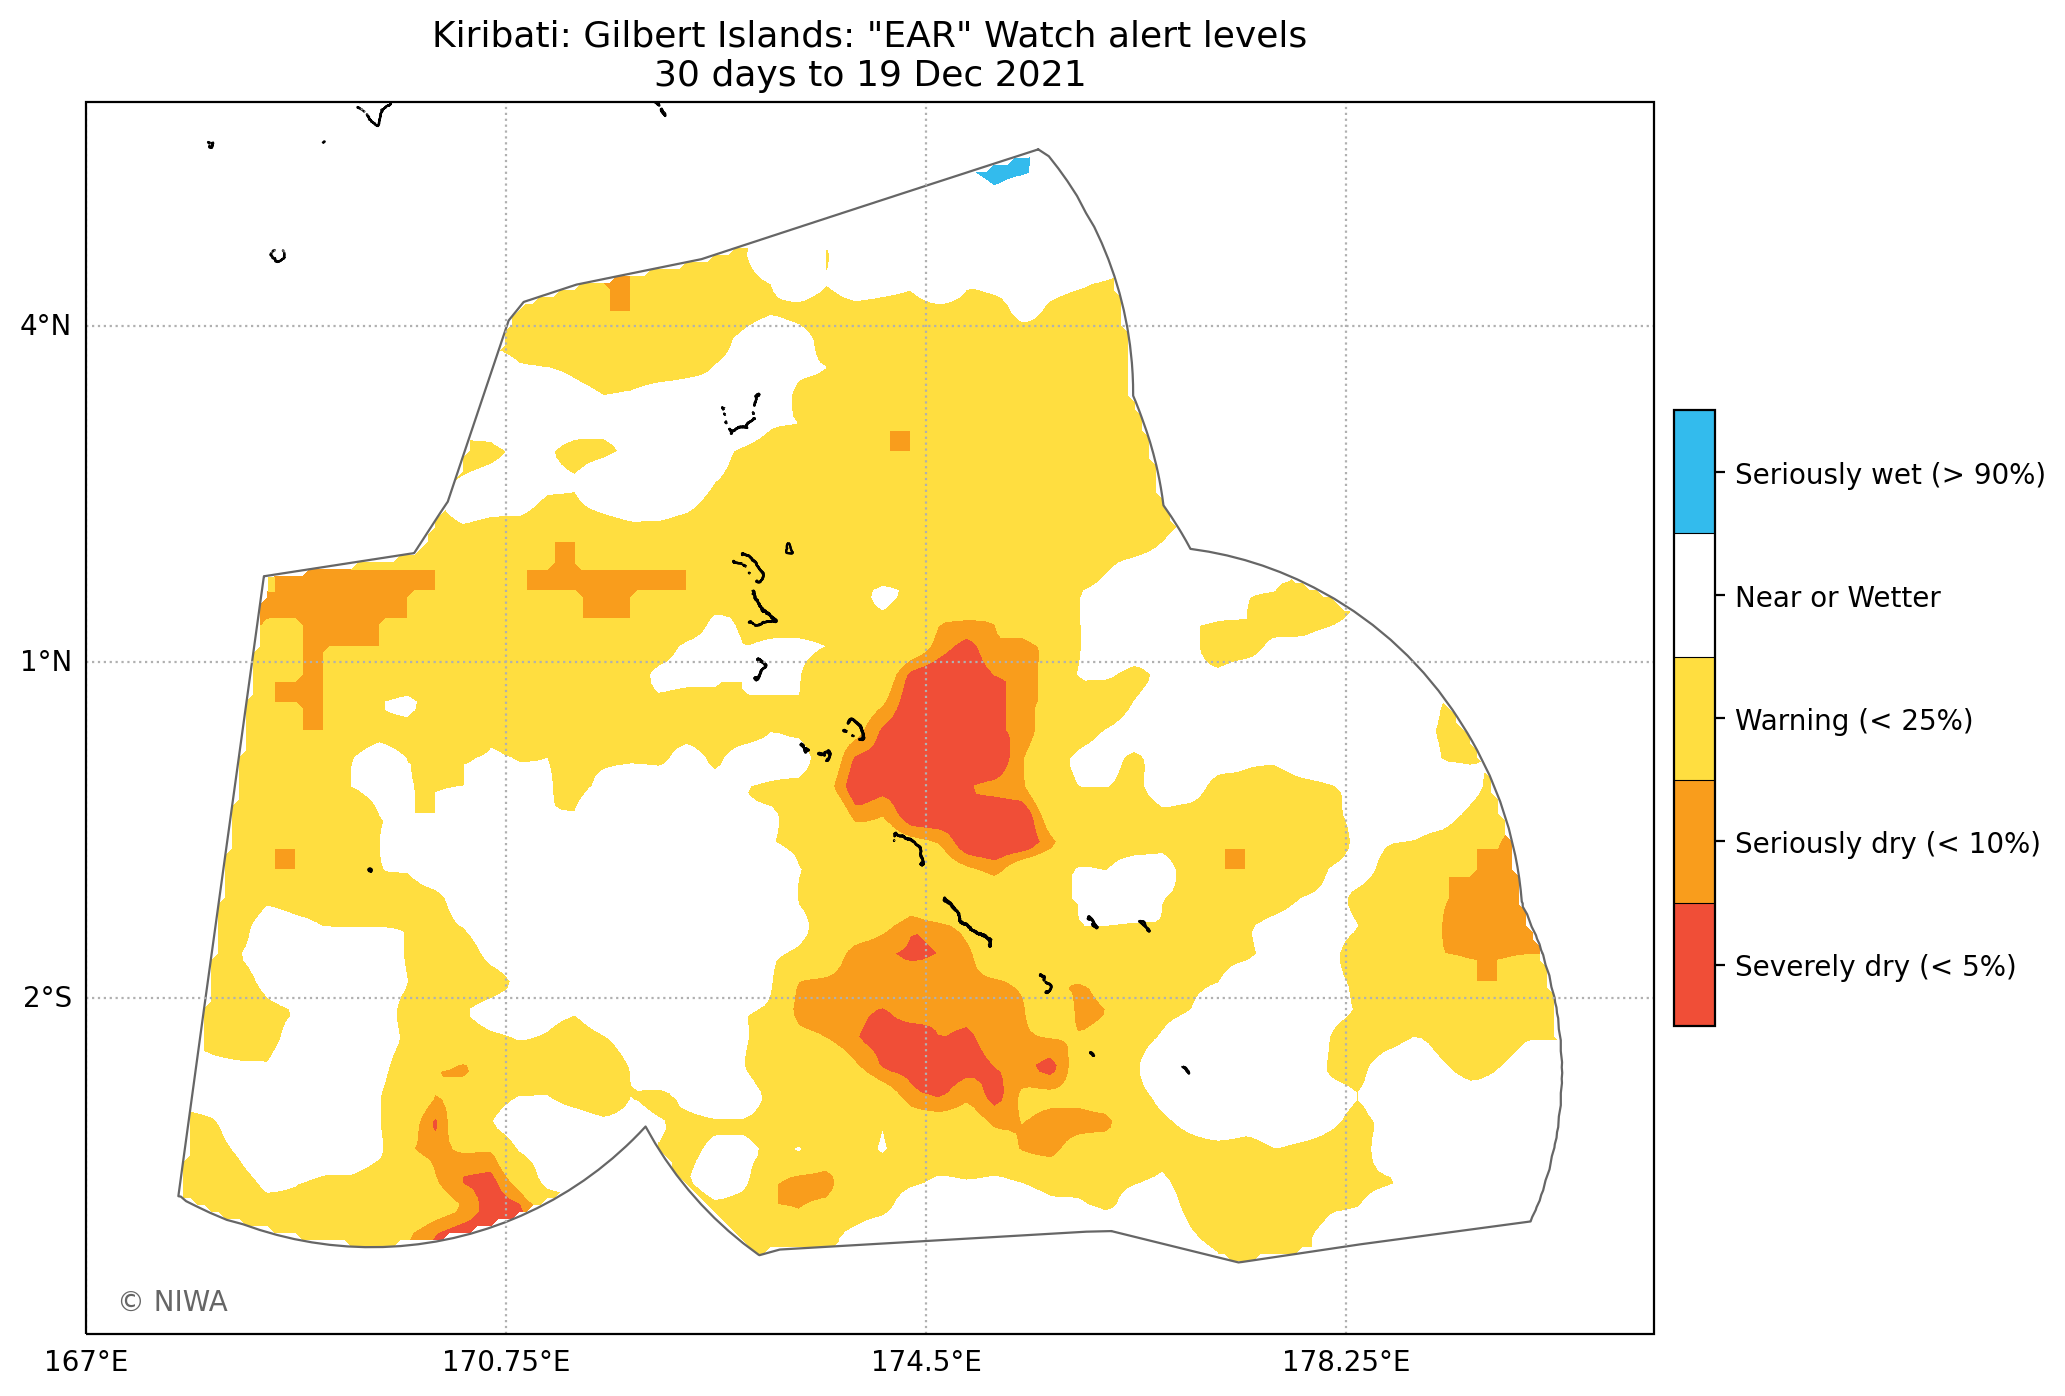 Kiribati: Gilbert Islands: "EAR" Watch alert levels
30 days to 19 Dec 2021
4°N
1°N
2°S
167°E
170.75°E
174.5°E
178.25°E
Seriously wet (> 90%)
Near or Wetter
Warning (< 25%)
Seriously dry (< 10%)
Severely dry (< 5%)
© NIWA